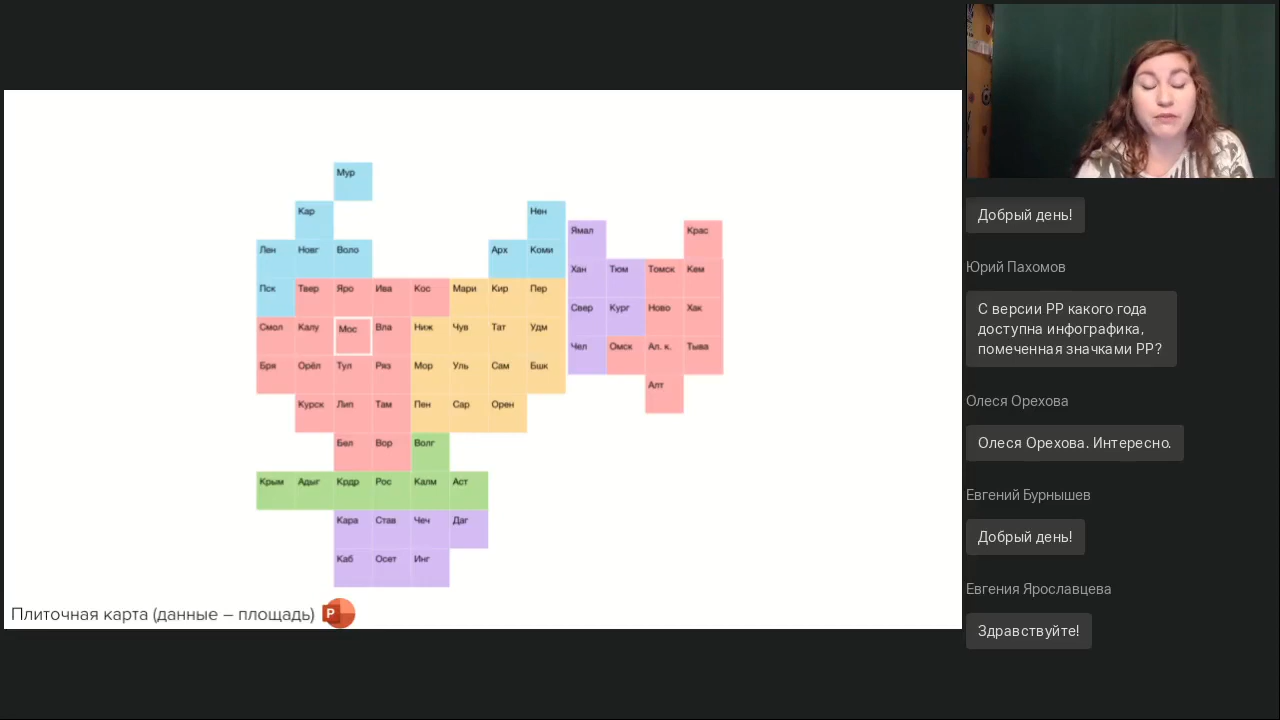 Мур
Кар Нен
Ямал Крас
Лен Новг Воло Арх Коми
Хан Тюм Томск Кем
Пск Твер Яро Ива Кос Мари Кир Пер
Свер Кург Ново Хак
Смол Калу Мос Вла Ниж Чув Тат Удм
Чел Омск Ал. к. Тыва
Бря Орёл Тул Ряз Мор Уль Сам Бшк
Алт
Курск Лип Там Пен Сар Орен
Бел Вор Волг
Крым Адыг Крдр Рос Калм Аст
Кара Став Чеч Даг
Каб Осет Инг
Плиточная карта (данные – площадь) P
Добрый день!
Юрий Пахомов
С версии PP какого года
доступна инфографика,
помеченная значками PP?
Олеся Орехова
Олеся Орехова. Интересно.
Евгений Бурнышев
Добрый день!
Евгения Ярославцева
Здравствуйте!